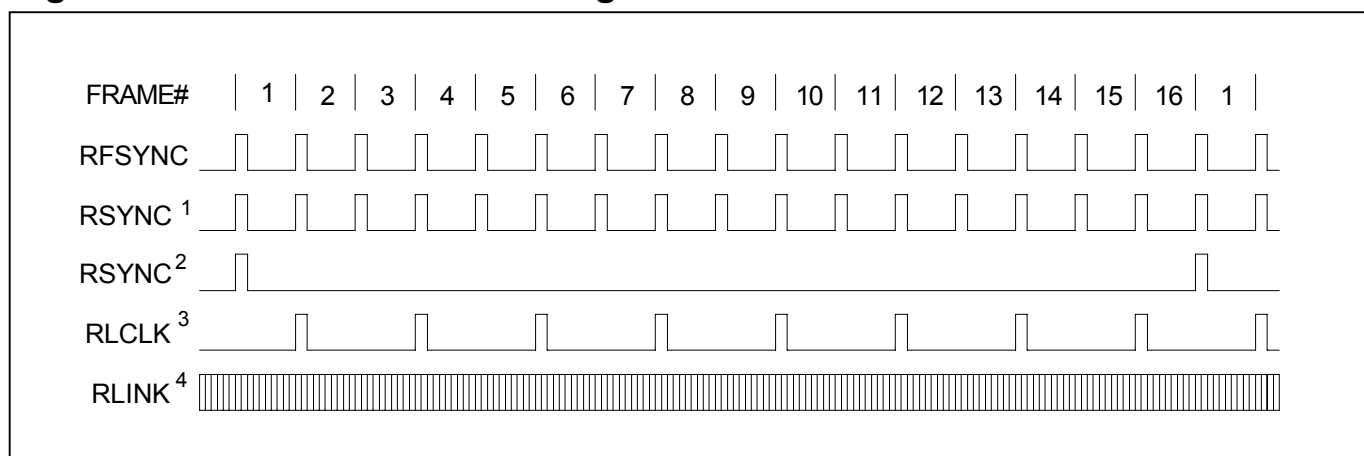 FRAME# 1 2 3 4 5 6 7 8 9 10 11 12 13 14 15 16 1
RFSYNC
RSYNC 1
RSYNC 2
RLCLK 3
RLINK 4